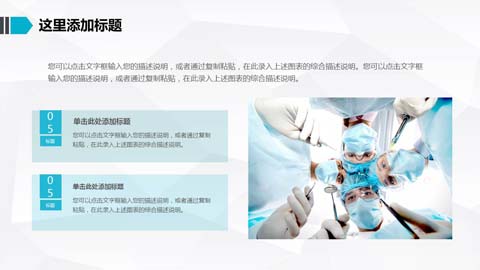 这里添加标题
您可以点击文字框输入您的描述说明，或者通过复制粘贴，在此录入上述图表的综合描述说明。您可以点击文字框
输入您的描述说明，或者通过复制粘贴，在此录入上述图表的综合描述说明。
0
5
标题
单击此处添加标题
您可以点击文字框输入您的描述说明，或者通过复制
粘贴，在此录入上述图表的描述说明。
0
5
标题
单击此处添加标题
您可以点击文字框输入您的描述说明，或者通过复制
粘贴，在此录入上述图表的综合描述说明。